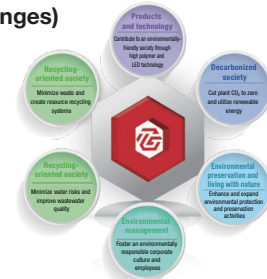 nges)
Products
and technology
Contribute to an environmentally-
friendly society through
high polymer and
LED technology
Recycling-
oriented society
Minimize waste and
create resource recycling
systems
Decarbonized
society
Cut plant CO₂ to zero
and utilize renewable
energy
TG
Recycling-
oriented society
Minimize water risks and
improve wastewater
quality
Environmental
preservation and
living with nature
Enhance and expand
environmental protection
and preservation
activities
Environmental
management
Foster an environmentally
responsible corporate
culture and
employees